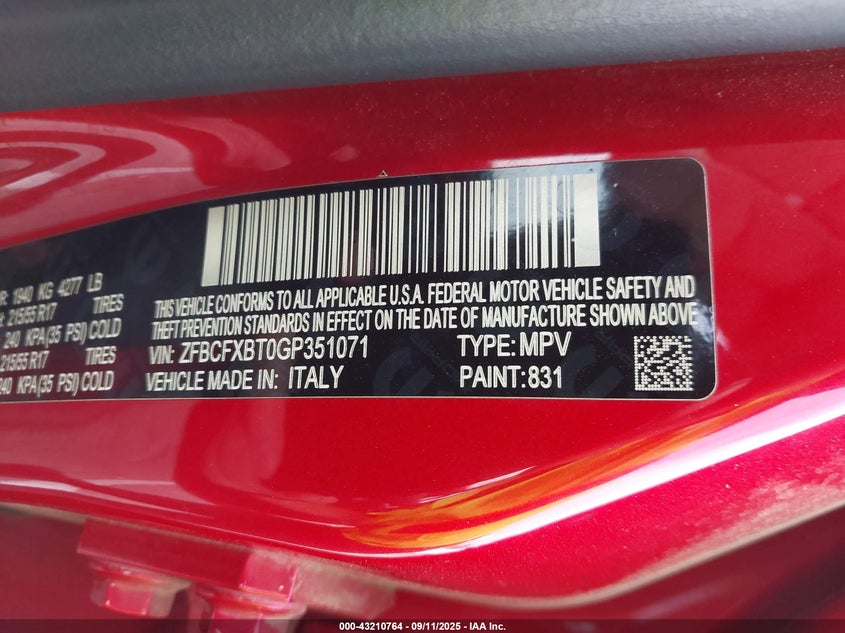 R: 1940 KG 4277 LB
215/55 R17 TIRES
240 KPA(35 PSI) COLD
215/55 R17 TIRES
240 KPA(35 PSI) COLD
THIS VEHICLE CONFORMS TO ALL APPLICABLE U.S.A. FEDERAL MOTOR VEHICLE SAFETY AND
THEFT PREVENTION STANDARDS IN EFFECT ON THE DATE OF MANUFACTURE SHOWN ABOVE
VIN: ZFBCFXBT0GP351071 TYPE: MPV
VEHICLE MADE IN: ITALY PAINT:831
000-43210764 - 09/11/2025 - IAA Inc.